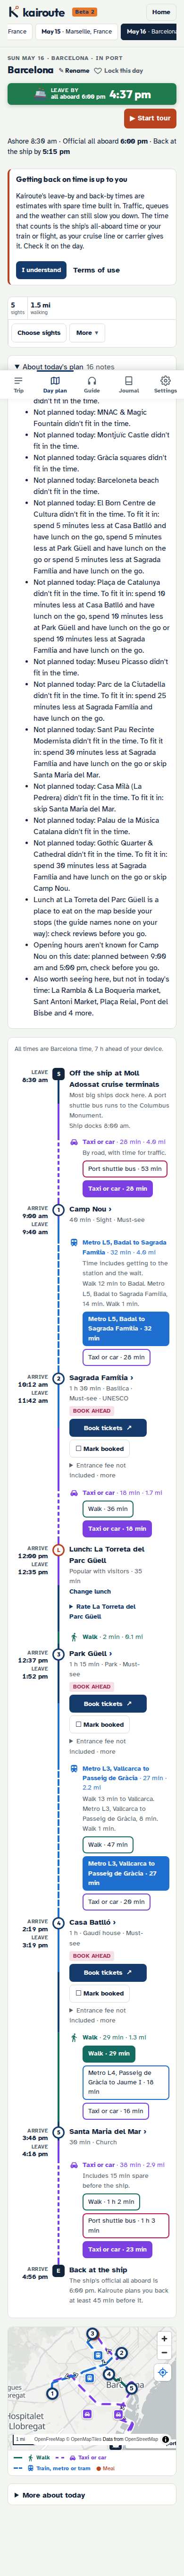 kairoute Beta 2 Home
France May 15 · Marseille, France May 16 · Barcelona
SUN MAY 16 · BARCELONA · IN PORT
Barcelona ✎ Rename Lock this day
LEAVE BY
all aboard 6:00 pm 4:37 pm
▶ Start tour
Ashore 8:30 am · Official all aboard 6:00 pm · Back at
the ship by 5:15 pm
Getting back on time is up to you
Kairoute's leave-by and back-by times are
estimates with spare time built in. Traffic, queues
and the road can still slow you down. The time
that counts is the ship's all-aboard time or your
train or flight, as your cruise line or carrier gives
it. Check it on the day.
I understand Terms of use
5
sights
1.5 mi
walking
Choose sights More ▾
▼ About today's plan 16 notes
Trip Day plan Guide Journal Settings
didn't fit in the time.
Not planned today: MNAC & Magic
Fountain didn't fit in the time.
Not planned today: Montjuïc Castle didn't
fit in the time.
Not planned today: Gràcia squares didn't
fit in the time.
Not planned today: Barceloneta beach
didn't fit in the time.
Not planned today: El Born Centre de
Cultura didn't fit in the time. To fit it in:
spend 5 minutes less at Casa Batlló and
have lunch on the go, spend 5 minutes
less at Park Güell and have lunch on the go
or spend 5 minutes less at Sagrada
Família and have lunch on the go.
Not planned today: Plaça de Catalunya
didn't fit in the time. To fit it in: spend 10
minutes less at Casa Batlló and have
lunch on the go, spend 10 minutes less
at Park Güell and have lunch on the go or
spend 10 minutes less at Sagrada
Família and have lunch on the go.
Not planned today: Museu Picasso didn't
fit in the time.
Not planned today: Parc de la Ciutadella
didn't fit in the time. To fit it in: spend 25
minutes less at Sagrada Família and
have lunch on the go.
Not planned today: Sant Pau Recinte
Modernista didn't fit in the time. To fit it
in: spend 30 minutes less at Sagrada
Família and have lunch on the go or skip
Santa Maria del Mar.
Not planned today: Casa Milà (La
Pedrera) didn't fit in the time. To fit it in:
skip Santa Maria del Mar.
Not planned today: Palau de la Música
Catalana didn't fit in the time.
Not planned today: Gothic Quarter &
Cathedral didn't fit in the time. To fit it in:
spend 30 minutes less at Sagrada
Família and have lunch on the go or skip
Camp Nou.
Lunch at La Torreta del Parc Güell is a
place to eat on the map beside your
stops (the guide names nowhere on your
way): check reviews before you go.
Opening hours aren't known for Camp
Nou on this date: planned between 9:00
am and 5:00 pm, check before you go.
Also worth seeing here, but not in today's
time: La Rambla & La Boqueria market,
Sant Antoni Market, Plaça Reial, Port del
Bisbe and 4 more.
All times are Barcelona time, 7 h ahead of your device.
LEAVE
8:30 am
S
Off the ship at Moll
Adossat cruise terminals
Most big ships dock here. A port
shuttle bus runs to the Columbus
Monument.
Ship docks 8:00 am.
Taxi or car · 28 min · 4.0 mi
By road, with time for traffic.
Port shuttle bus · 53 min
Taxi or car · 28 min
ARRIVE
9:00 am
LEAVE
9:40 am
1
Camp Nou ›
40 min · Sight · Must-see
Metro L5, Badal to Sagrada
Família · 32 min · 4.0 mi
Time includes getting to the
station and the wait.
Walk 12 min to Badal. Metro
L5, Badal to Sagrada Família,
14 min. Walk 1 min.
Metro L5, Badal to
Sagrada Família · 32
min
Taxi or car · 28 min
ARRIVE
10:12 am
LEAVE
11:42 am
2
Sagrada Família ›
1 h 30 min · Basilica ·
Must-see · UNESCO
BOOK AHEAD
Book tickets ↗
☐ Mark booked
▸ Entrance fee not
included · more
Taxi or car · 18 min · 1.7 mi
Walk · 36 min
Taxi or car · 18 min
ARRIVE
12:00 pm
LEAVE
12:35 pm
L
Lunch: La Torreta del
Parc Güell
Popular with visitors · 35
min
Change lunch
▸ Rate La Torreta del
Parc Güell
Walk · 2 min · 0.1 mi
ARRIVE
12:37 pm
LEAVE
1:52 pm
3
Park Güell ›
1 h 15 min · Park · Must-
see
BOOK AHEAD
Book tickets ↗
☐ Mark booked
▸ Entrance fee not
included · more
Metro L3, Vallcarca to
Passeig de Gràcia · 27 min ·
2.2 mi
Walk 13 min to Vallcarca.
Metro L3, Vallcarca to
Passeig de Gràcia, 8 min.
Walk 1 min.
Walk · 47 min
Metro L3, Vallcarca to
Passeig de Gràcia · 27
min
Taxi or car · 20 min
ARRIVE
2:19 pm
LEAVE
3:19 pm
4
Casa Batlló ›
1 h · Gaudí house · Must-
see
BOOK AHEAD
Book tickets ↗
☐ Mark booked
▸ Entrance fee not
included · more
Walk · 29 min · 1.3 mi
Walk · 29 min
Metro L4, Passeig de
Gràcia to Jaume I · 18
min
Taxi or car · 16 min
ARRIVE
3:48 pm
LEAVE
4:18 pm
5
Santa Maria del Mar ›
30 min · Church
Taxi or car · 38 min · 2.9 mi
Includes 15 min spare
before the ship.
Walk · 1 h 2 min
Port shuttle bus · 1 h 3
min
Taxi or car · 23 min
ARRIVE
4:56 pm
E
Back at the ship
The ship's official all aboard is
6:00 pm. Kairoute plans you back
at least 45 min before it.
1 mi OpenFreeMap © OpenMapTiles Data from OpenStreetMap
Walk Taxi or car
Train, metro or tram Meal
▸ More about today